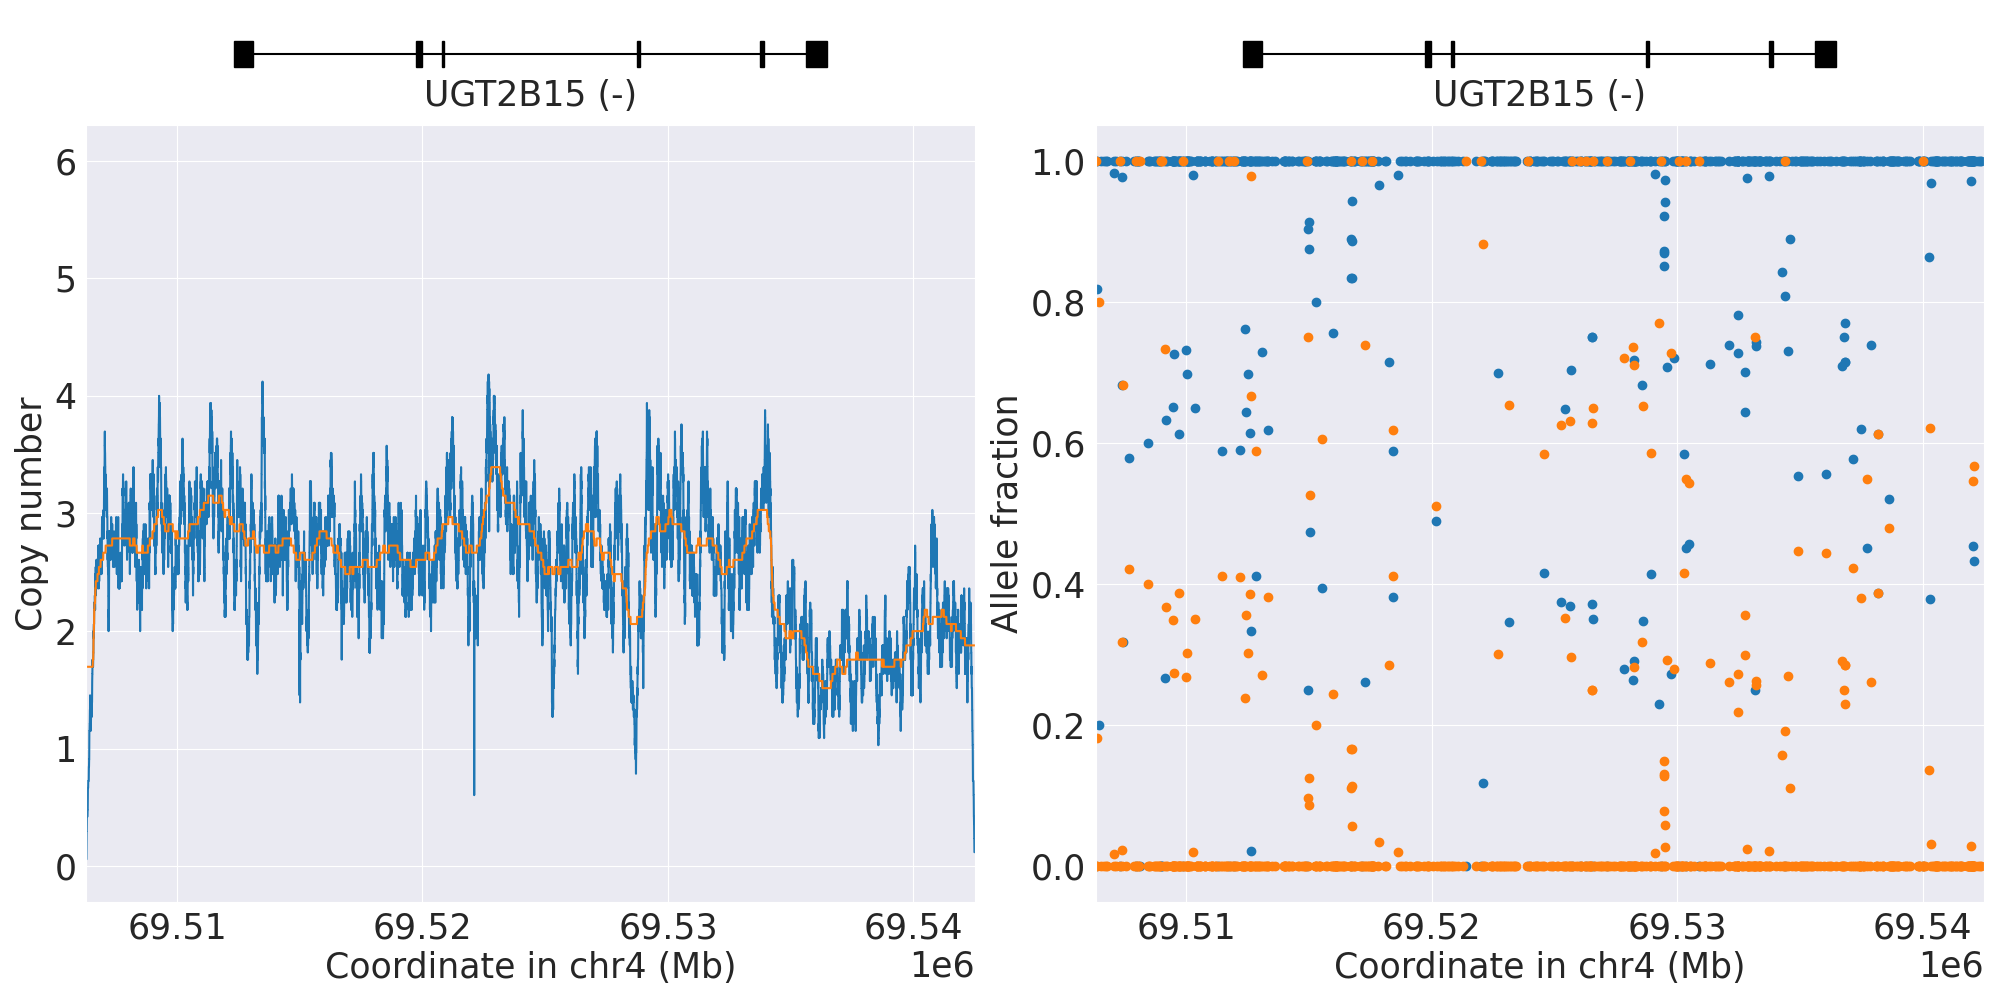 UGT2B15 (-)
UGT2B15 (-)
Copy number
6
5
4
3
2
1
0
69.51
69.52
69.53
69.54
Coordinate in chr4 (Mb)
1e6
Allele fraction
1.0
0.8
0.6
0.4
0.2
0.0
69.51
69.52
69.53
69.54
Coordinate in chr4 (Mb)
1e6